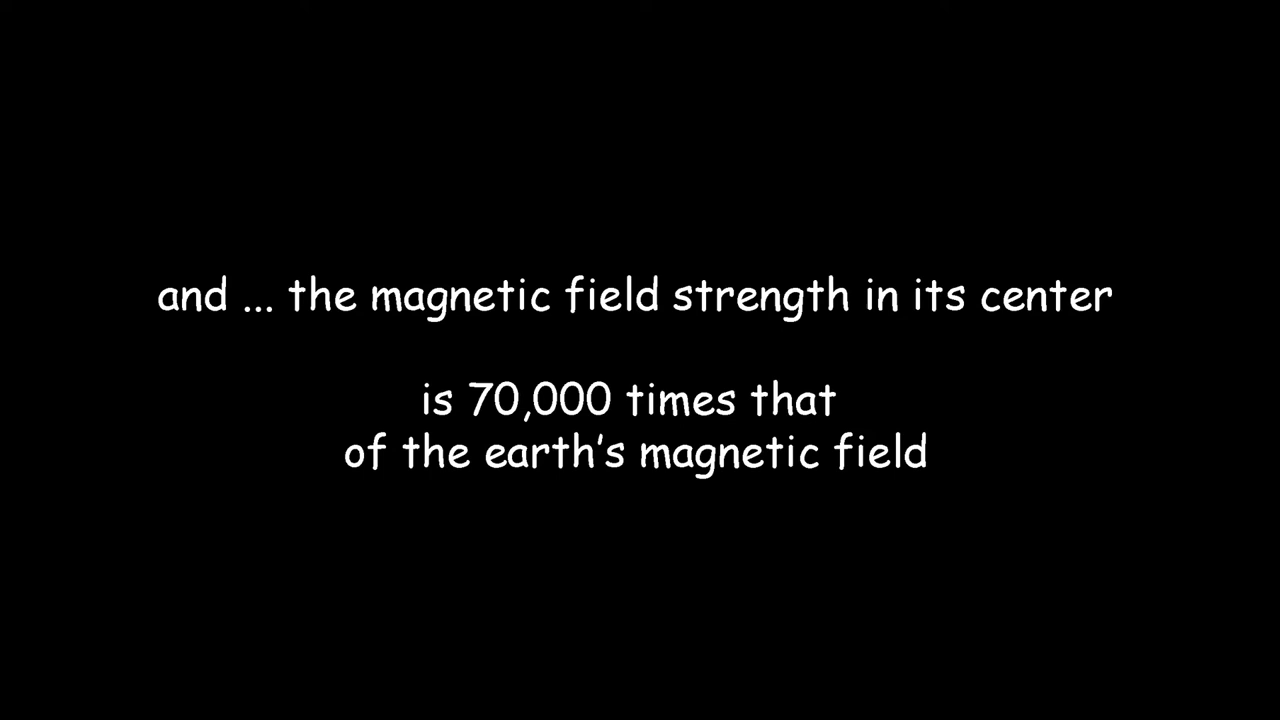 and ... the magnetic field strength in its center
is 70,000 times that
of the earth's magnetic field